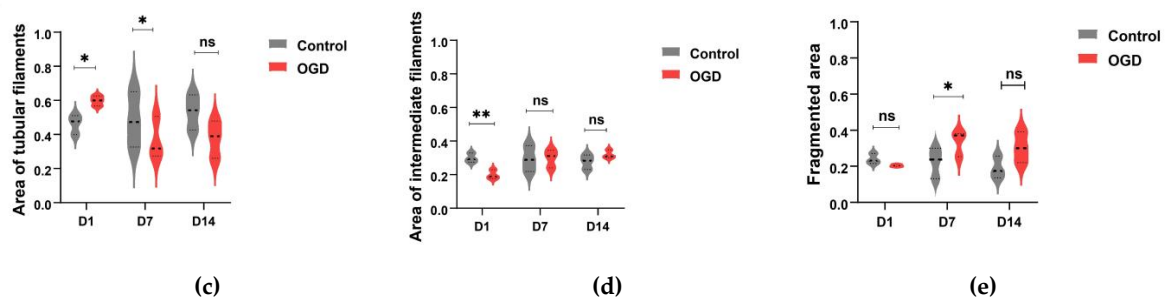 Area of tubular filaments
1.0
0.8
0.6
0.4
0.2
0.0
*
*
ns
D1
D7
D14
Control
OGD
(c)
Area of intermediate filaments
1.0
0.8
0.6
0.4
0.2
0.0
**
ns
ns
D1
D7
D14
Control
OGD
(d)
Fragmented area
1.0
0.8
0.6
0.4
0.2
0.0
ns
*
ns
D1
D7
D14
Control
OGD
(e)